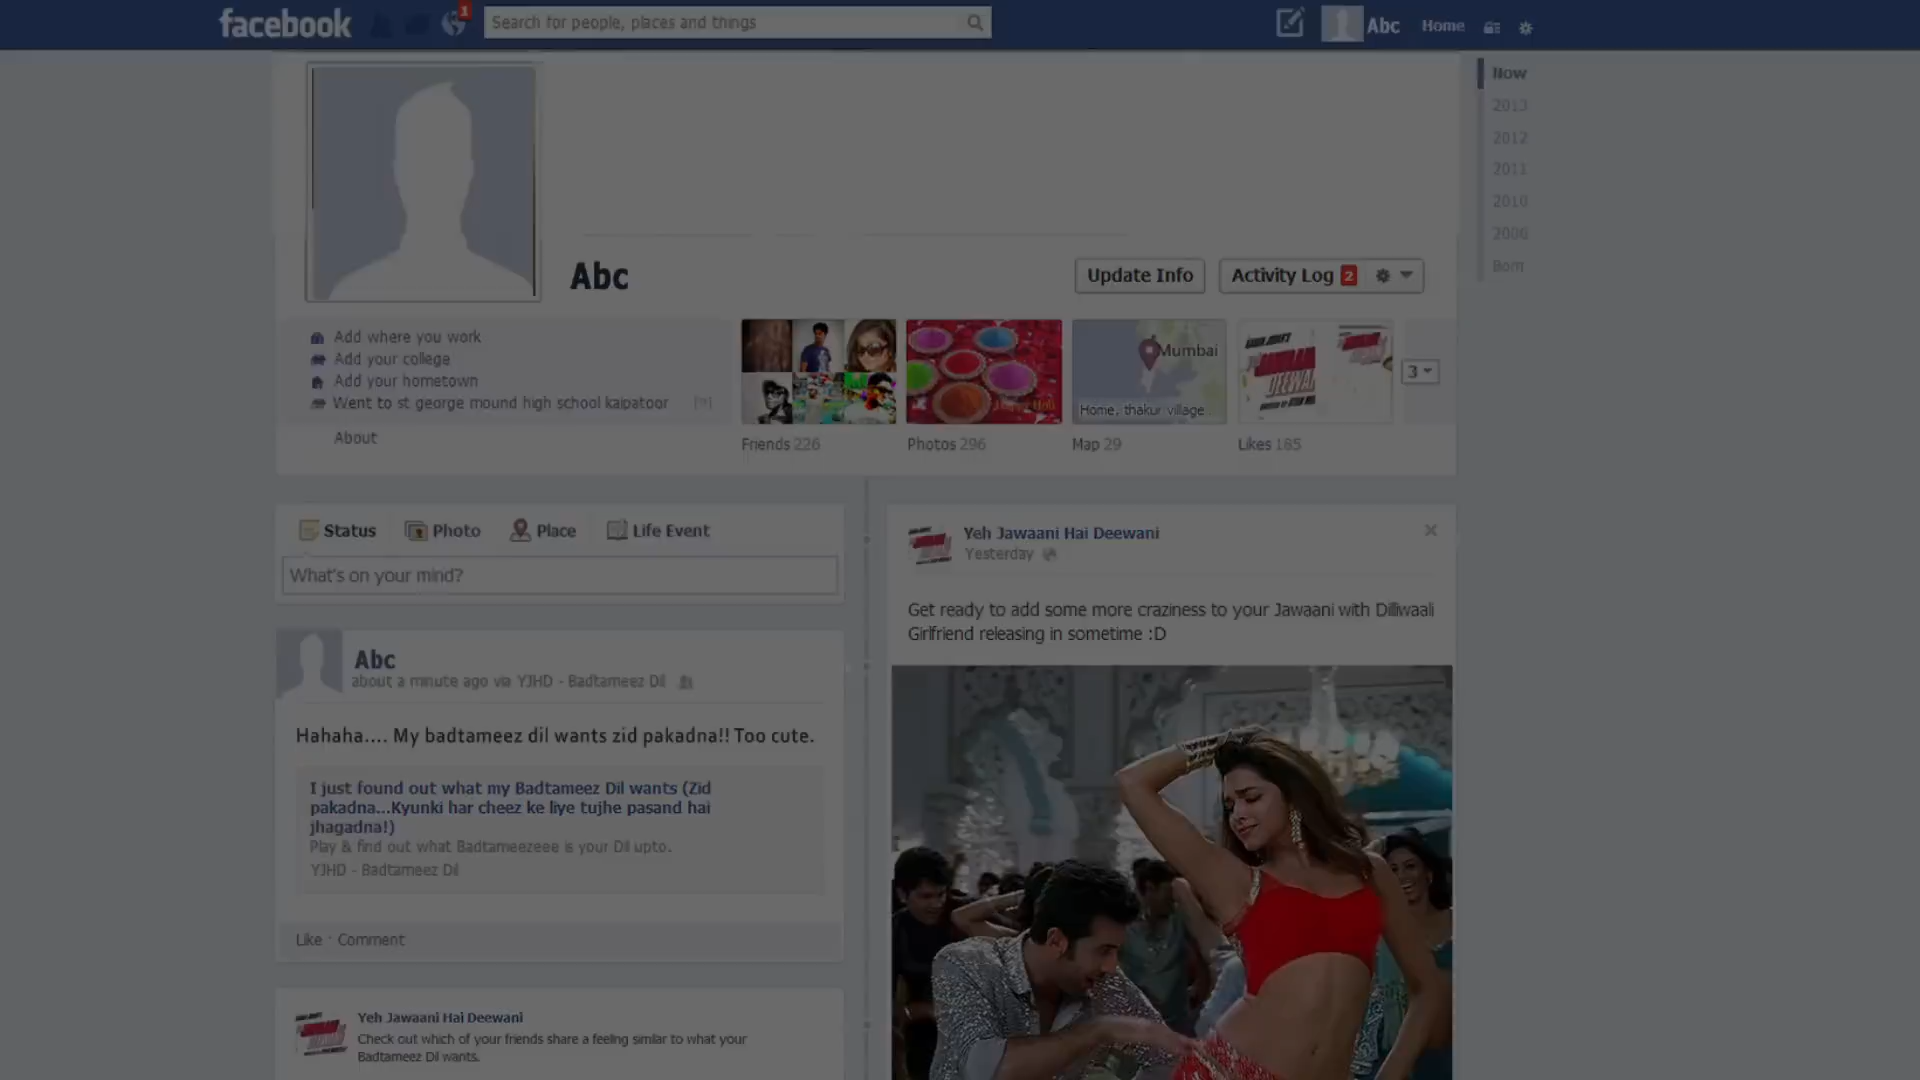 facebook
1
Search for people, places and things
Abc
Home
Now
2013
2012
2011
2010
2006
Born
Abc
Update Info
Activity Log 2
Add where you work
Add your college
Add your hometown
Went to st george mound high school kaipatoor
About
Friends 226
Photos 296
Mumbai
Home, thakur village
Map 29
Likes 185
3
Status
Photo
Place
Life Event
What's on your mind?
Abc
about a minute ago via YJHD - Badtameez Dil
Hahaha.... My badtameez dil wants zid pakadna!! Too cute.
I just found out what my Badtameez Dil wants (Zid
pakadna...Kyunki har cheez ke liye tujhe pasand hai
jhagadna!)
Play & find out what Badtameezeee is your Dil upto.
YJHD - Badtameez Dil
Like · Comment
Yeh Jawaani Hai Deewani
Check out which of your friends share a feeling similar to what your
Badtameez Dil wants.
Yeh Jawaani Hai Deewani
Yesterday
Get ready to add some more craziness to your Jawaani with Dilliwaali
Girlfriend releasing in sometime :D